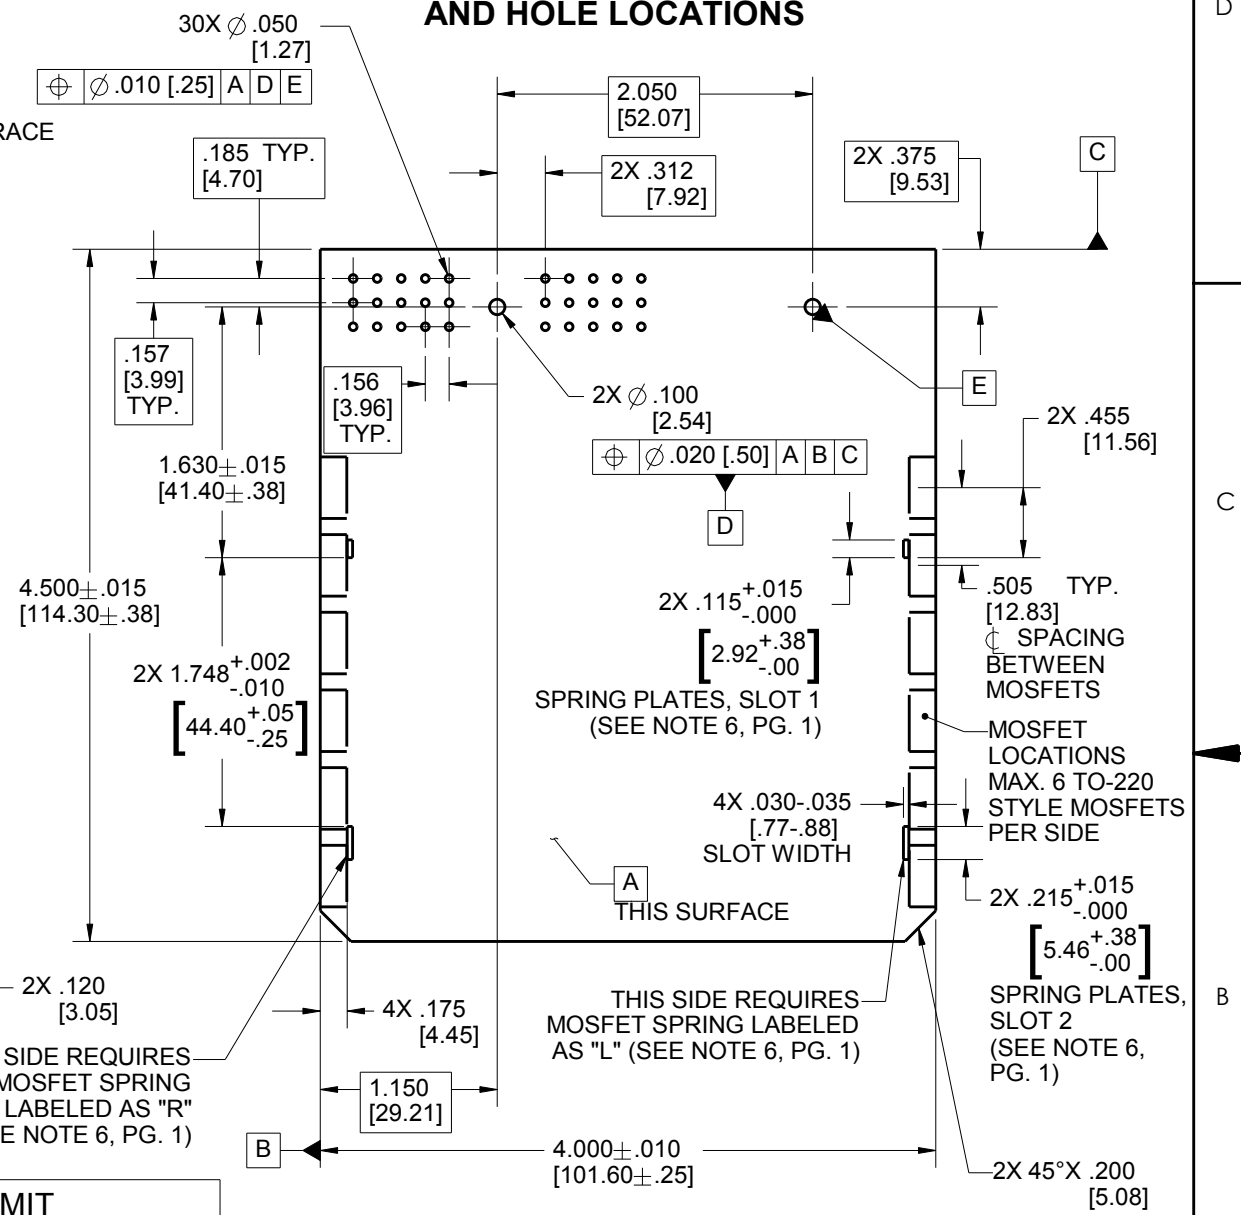 AND HOLE LOCATIONS
D
30X ⌀ .050
[1.27]
⌖ ⌀ .010 [.25] A D E
RACE
2.050
[52.07]
.185 TYP.
[4.70]
2X .312
[7.92]
2X .375
[9.53]
C
.157
[3.99]
TYP.
.156
[3.96]
TYP.
2X ⌀ .100
[2.54]
⌖ ⌀ .020 [.50] A B C
D
E
2X .455
[11.56]
C
1.630±.015
[41.40±.38]
4.500±.015
[114.30±.38]
2X .115 +.015
-.000
[2.92 +.38
-.00]
SPRING PLATES, SLOT 1
(SEE NOTE 6, PG. 1)
.505 TYP.
[12.83]
℄ SPACING
BETWEEN
MOSFETS
2X 1.748 +.002
-.010
[44.40 +.05
-.25]
MOSFET
LOCATIONS
MAX. 6 TO-220
STYLE MOSFETS
PER SIDE
4X .030-.035
[.77-.88]
SLOT WIDTH
A
THIS SURFACE
2X .215 +.015
-.000
[5.46 +.38
-.00]
SPRING PLATES,
SLOT 2
(SEE NOTE 6,
PG. 1)
B
2X .120
[3.05]
4X .175
[4.45]
THIS SIDE REQUIRES
MOSFET SPRING LABELED
AS "L" (SEE NOTE 6, PG. 1)
SIDE REQUIRES
MOSFET SPRING
LABELED AS "R"
EE NOTE 6, PG. 1)
1.150
[29.21]
B
4.000±.010
[101.60±.25]
2X 45°X .200
[5.08]
MIT